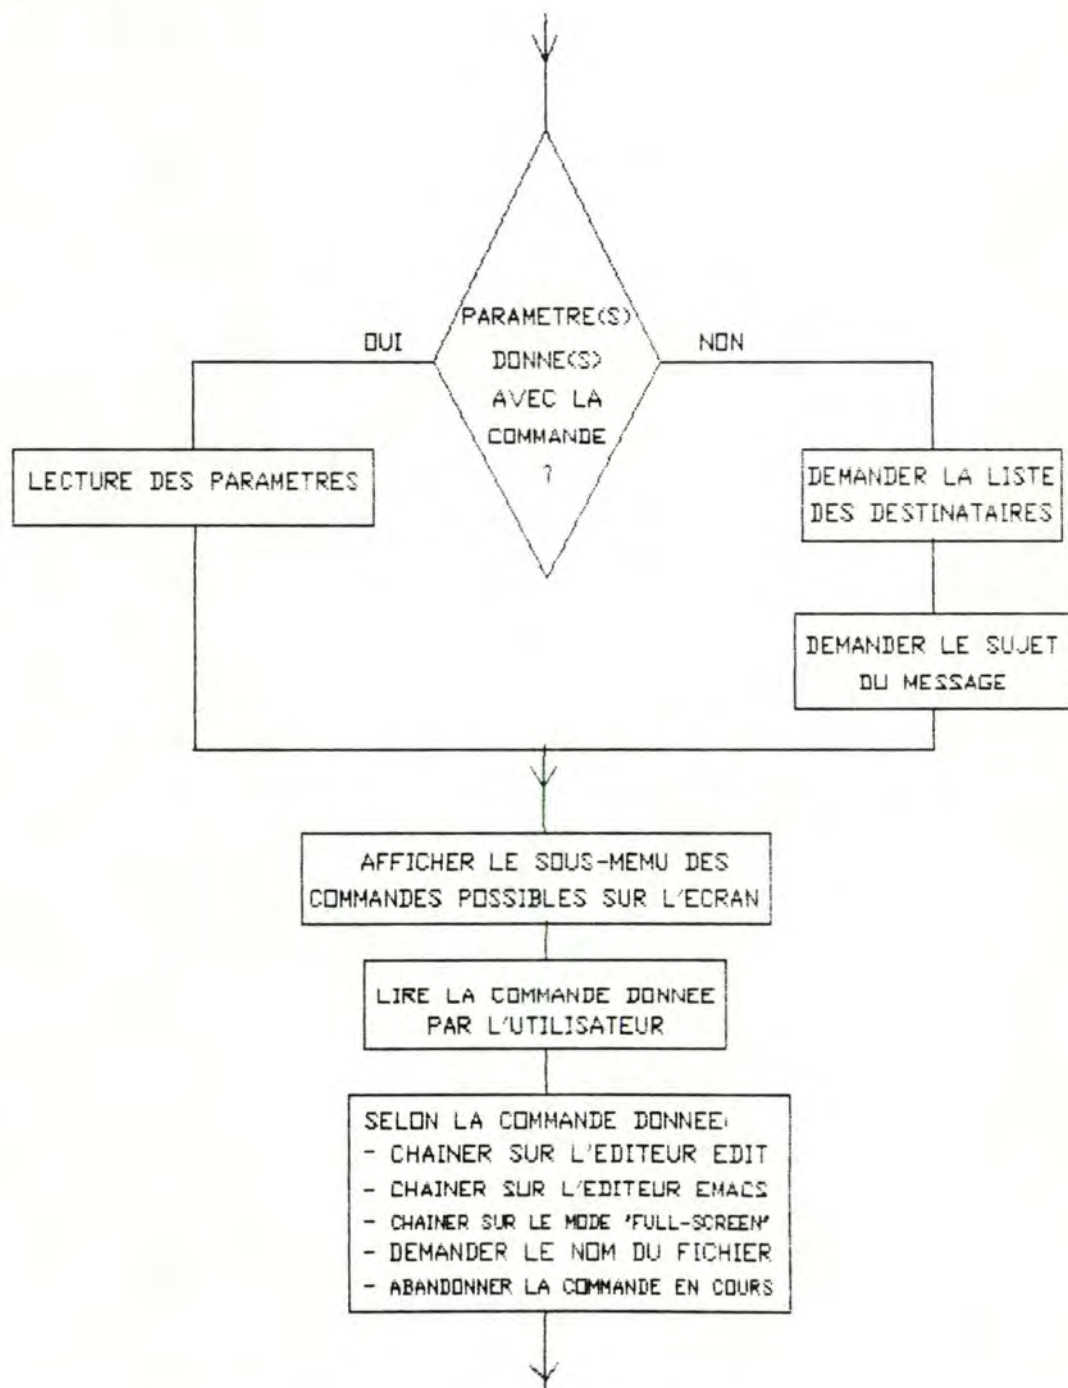 PARAMETRE(S)
DONNE(S)
AVEC LA
COMMANDE
?
OUI
NON
LECTURE DES PARAMETRES
DEMANDER LA LISTE
DES DESTINATAIRES
DEMANDER LE SUJET
DU MESSAGE
AFFICHER LE SOUS-MEMU DES
COMMANDES POSSIBLES SUR L'ECRAN
LIRE LA COMMANDE DONNEE
PAR L'UTILISATEUR
SELON LA COMMANDE DONNEE:
- CHAINER SUR L'EDITEUR EDIT
- CHAINER SUR L'EDITEUR EMACS
- CHAINER SUR LE MODE "FULL-SCREEN"
- DEMANDER LE NOM DU FICHIER
- ABANDONNER LA COMMANDE EN COURS